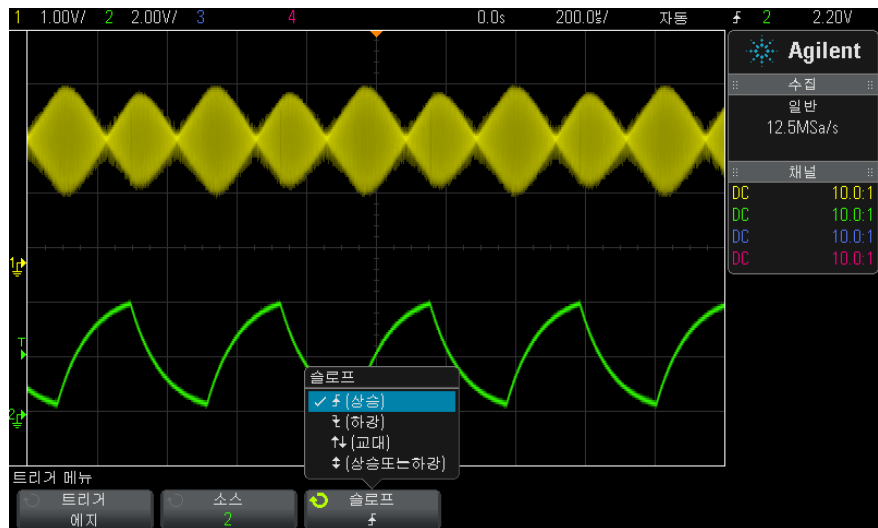 1 1.00V/ 2 2.00V/ 3 4 0.0s 200.0㎲/ 자동 2 2.20V
Agilent
수집
일반
12.5MSa/s
채널
DC 10.0:1
DC 10.0:1
DC 10.0:1
DC 10.0:1
1
T
2
슬로프
✓ (상승)
(하강)
↑↓ (교대)
↕ (상승또는하강)
트리거 메뉴
트리거 소스 슬로프
에지 2